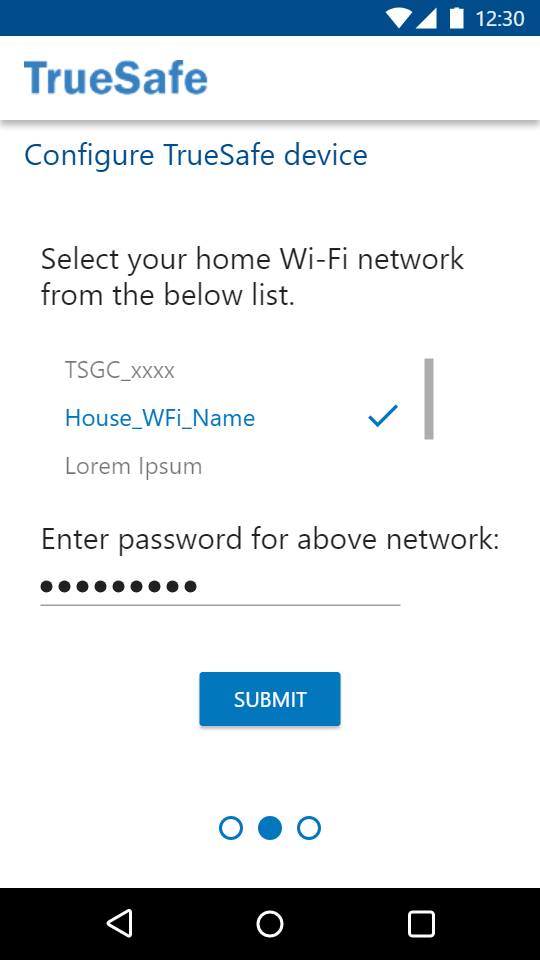 12:30
TrueSafe
Configure TrueSafe device
Select your home Wi-Fi network
from the below list.
TSGC_xxxx
House_WFi_Name
Lorem Ipsum
Enter password for above network:
SUBMIT